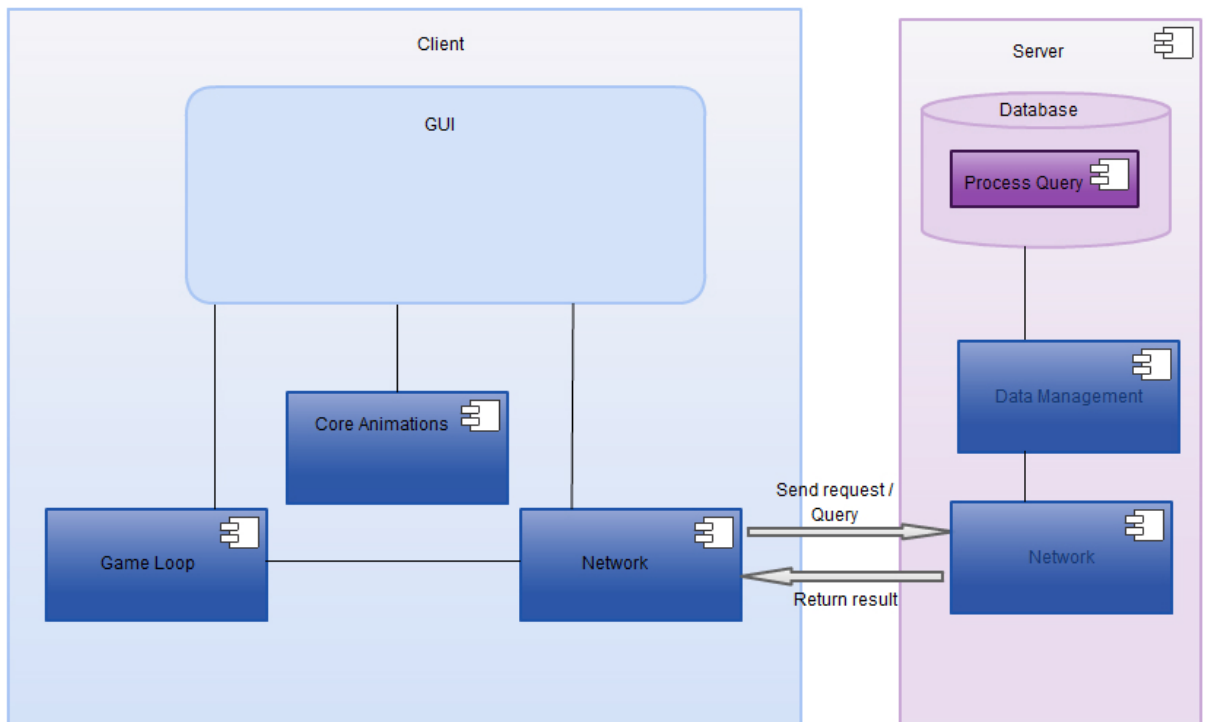 Client
GUI
Core Animations
Game Loop
Network
Send request /
Query
Return result
Server
Database
Process Query
Data Management
Network